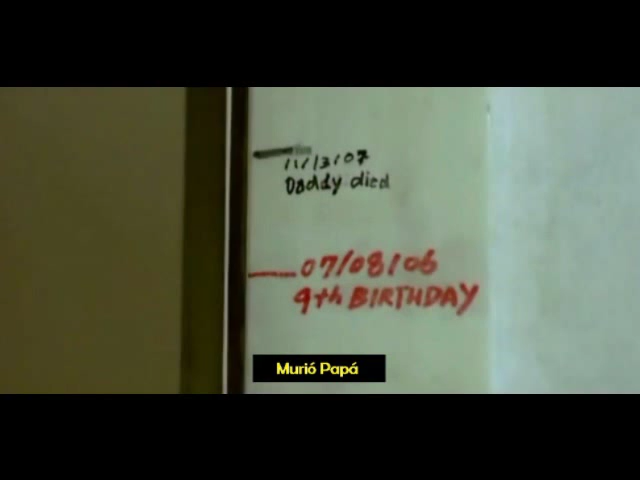 11/3/07
Daddy died
07/08/06
9th BIRTHDAY
Murió Papá